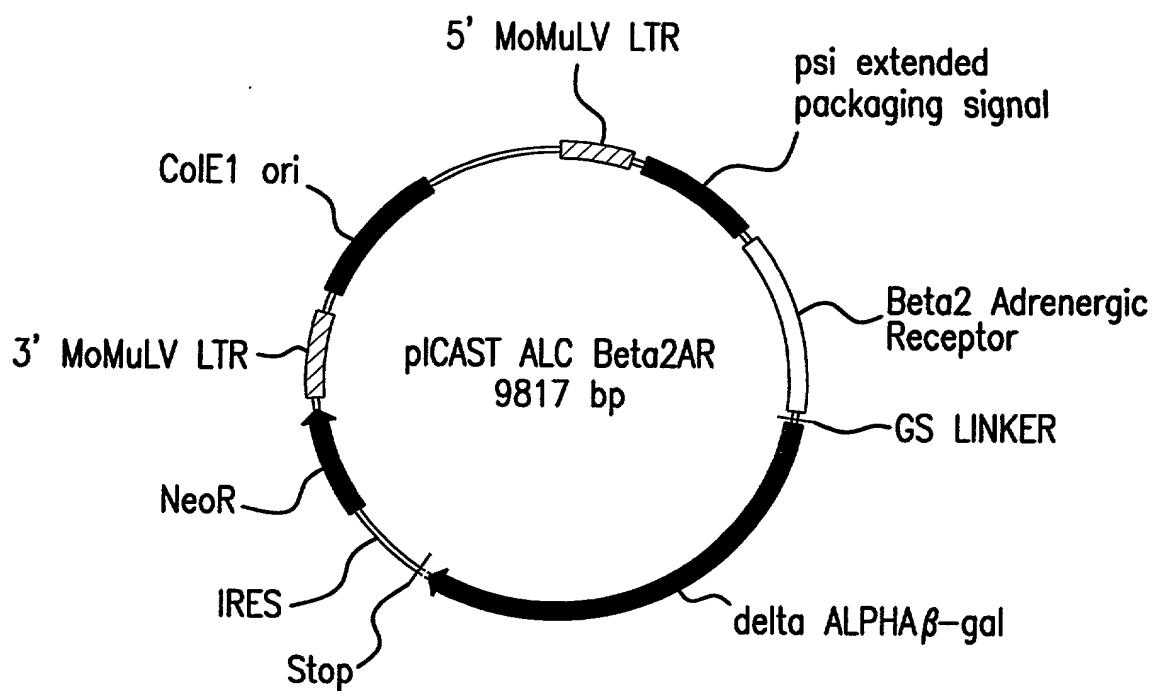 5' MoMuLV LTR
psi extended
packaging signal
ColE1 ori
Beta2 Adrenergic
Receptor
3' MoMuLV LTR
pICAST ALC Beta2AR
9817 bp
GS LINKER
NeoR
IRES
delta ALPHAβ-gal
Stop